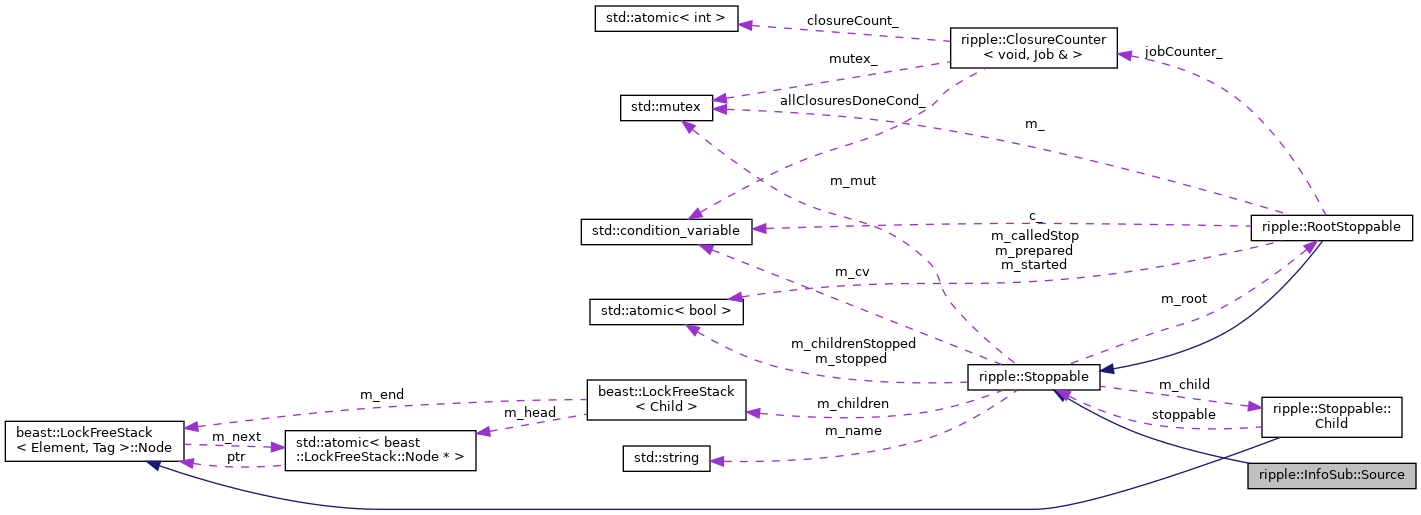 std::atomic< int >
closureCount_
ripple::ClosureCounter
< void, Job & >
jobCounter_
mutex_
std::mutex
allClosuresDoneCond_
m_
m_mut
std::condition_variable
c_
ripple::RootStoppable
m_calledStop
m_prepared
m_started
m_cv
std::atomic< bool >
m_root
m_childrenStopped
m_stopped
ripple::Stoppable
m_child
stoppable
ripple::Stoppable::
Child
m_end
beast::LockFreeStack
< Child >
m_children
m_head
m_name
beast::LockFreeStack
< Element, Tag >::Node
m_next
ptr
std::atomic< beast
::LockFreeStack::Node * >
std::string
ripple::InfoSub::Source